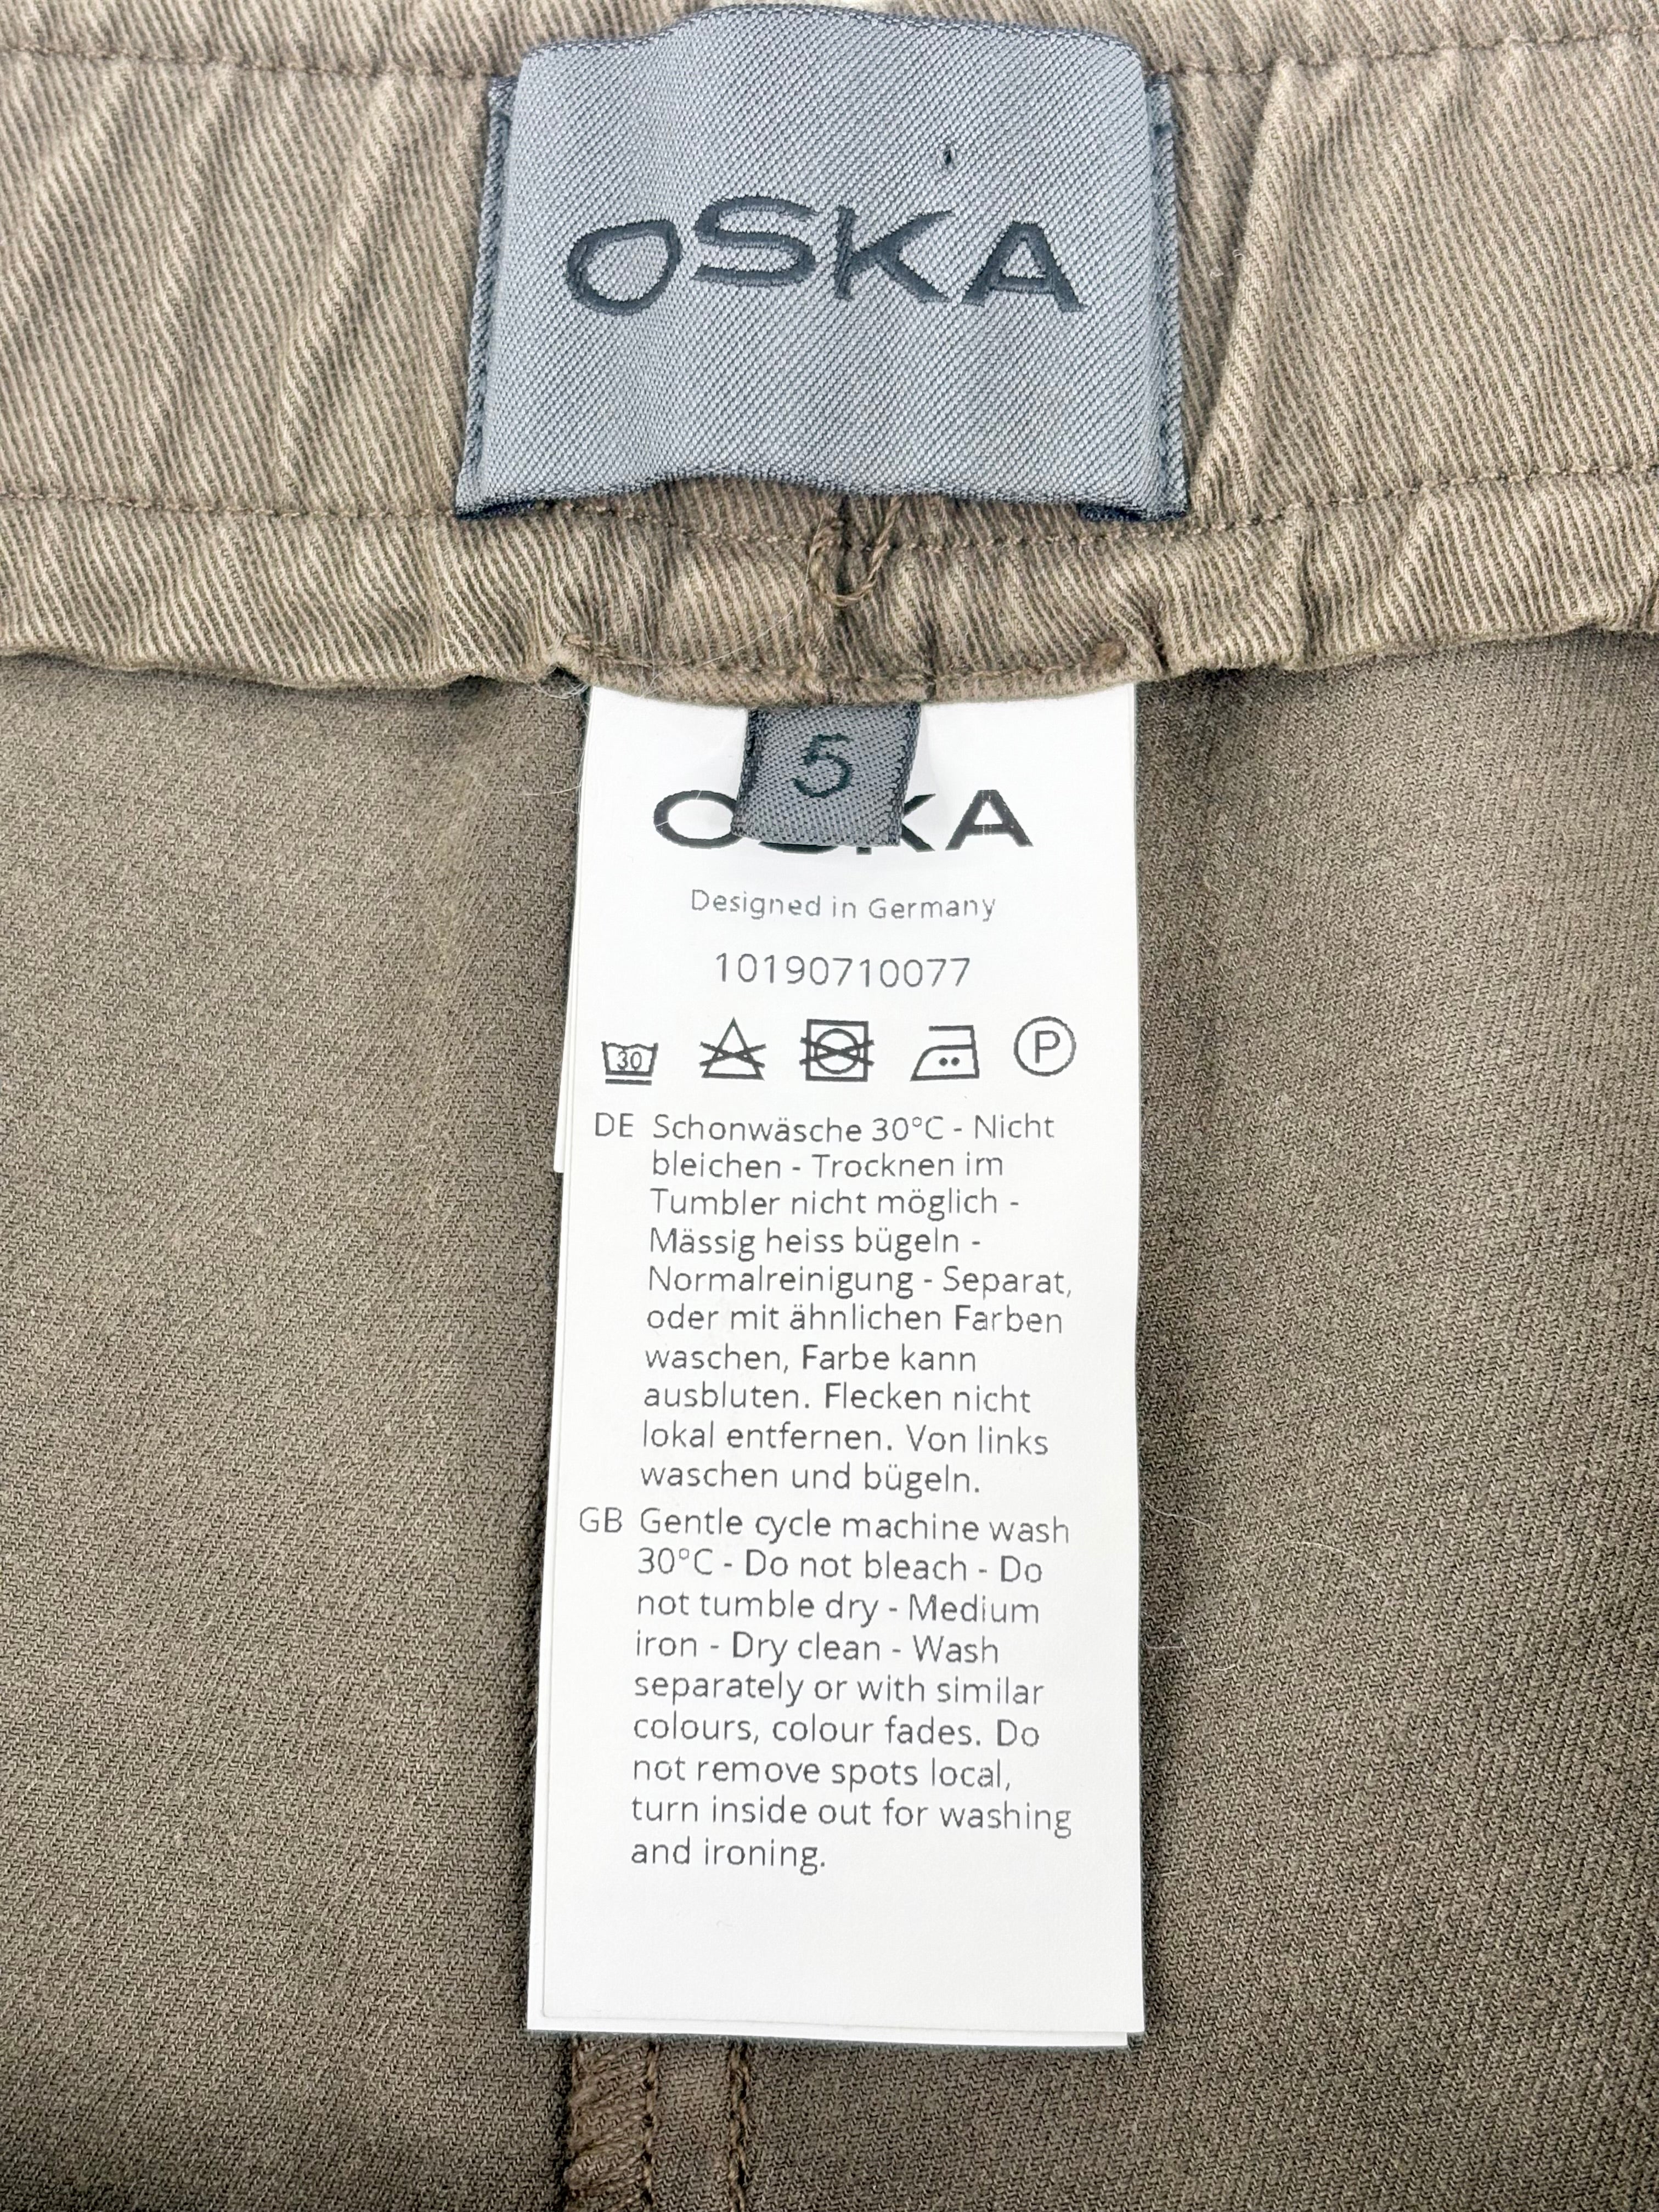 OSKA
5
OSKA
Designed in Germany
10190710077
30 P
DE Schonwäsche 30°C - Nicht
bleichen - Trocknen im
Tumbler nicht möglich -
Mässig heiss bügeln -
Normalreinigung - Separat,
oder mit ähnlichen Farben
waschen, Farbe kann
ausbluten. Flecken nicht
lokal entfernen. Von links
waschen und bügeln.
GB Gentle cycle machine wash
30°C - Do not bleach - Do
not tumble dry - Medium
iron - Dry clean - Wash
separately or with similar
colours, colour fades. Do
not remove spots local,
turn inside out for washing
and ironing.